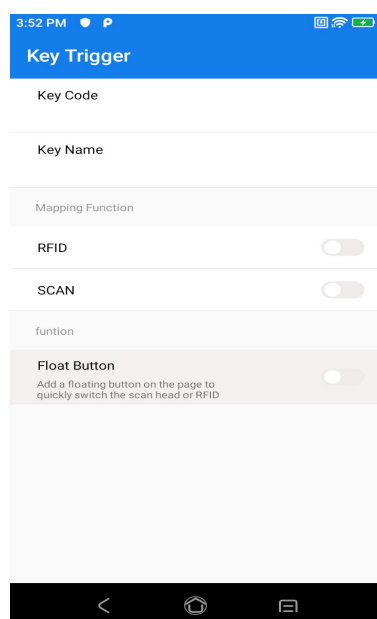 3:52 PM
Key Trigger
Key Code
Key Name
Mapping Function
RFID
SCAN
funtion
Float Button
Add a floating button on the page to
quickly switch the scan head or RFID